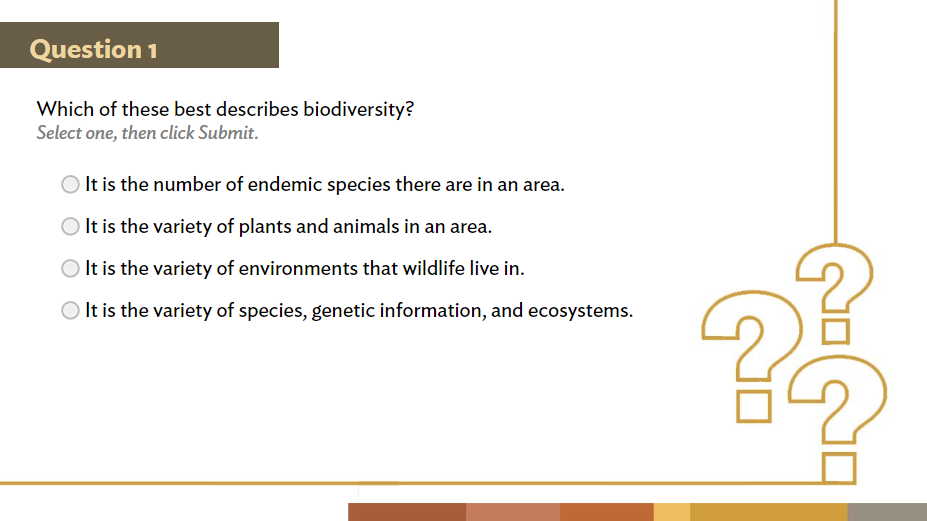 Question 1
Which of these best describes biodiversity?
Select one, then click Submit.
It is the number of endemic species there are in an area.
It is the variety of plants and animals in an area.
It is the variety of environments that wildlife live in.
It is the variety of species, genetic information, and ecosystems.